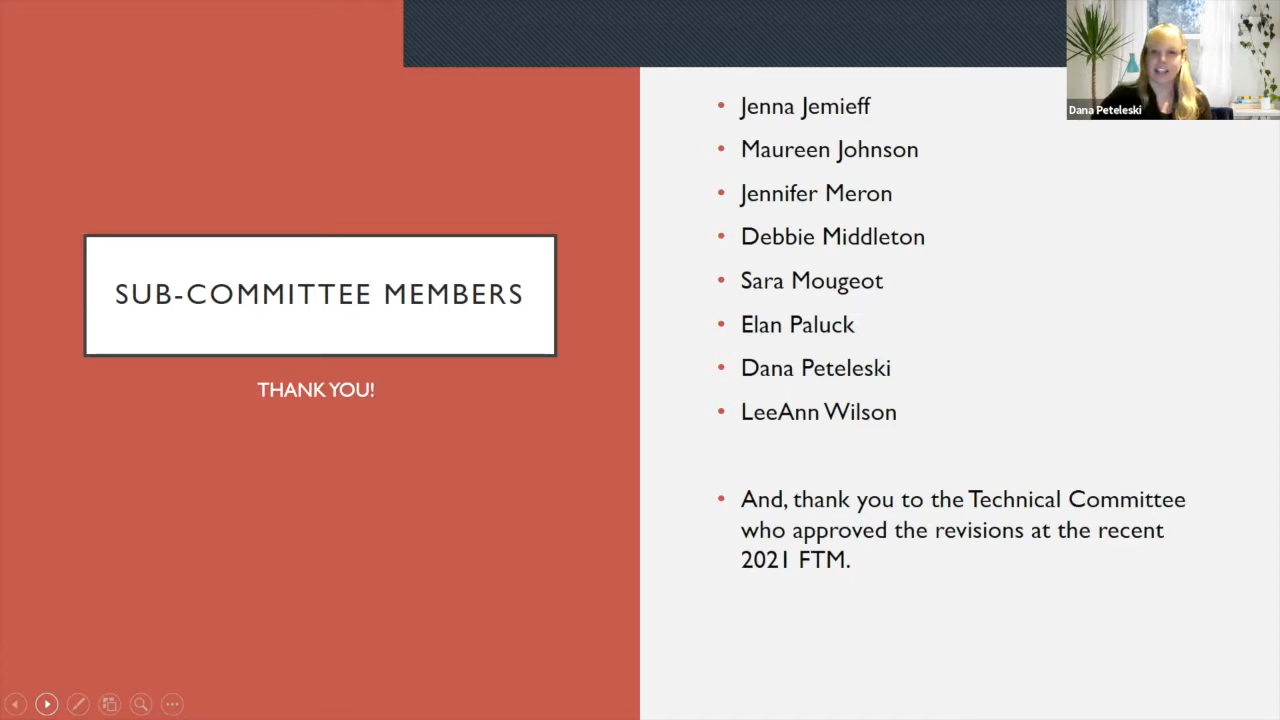 Dana Peteleski
SUB-COMMITTEE MEMBERS
THANK YOU!
• Jenna Jemieff
• Maureen Johnson
• Jennifer Meron
• Debbie Middleton
• Sara Mougeot
• Elan Paluck
• Dana Peteleski
• LeeAnn Wilson
• And, thank you to the Technical Committee
who approved the revisions at the recent
2021 FTM.